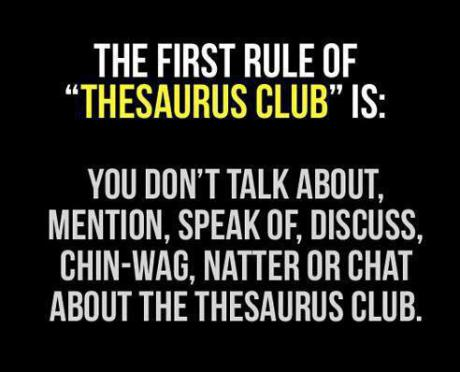 THE FIRST RULE OF
“THESAURUS CLUB” IS:
YOU DON’T TALK ABOUT,
MENTION, SPEAK OF, DISCUSS,
CHIN-WAG, NATTER OR CHAT
ABOUT THE THESAURUS CLUB.